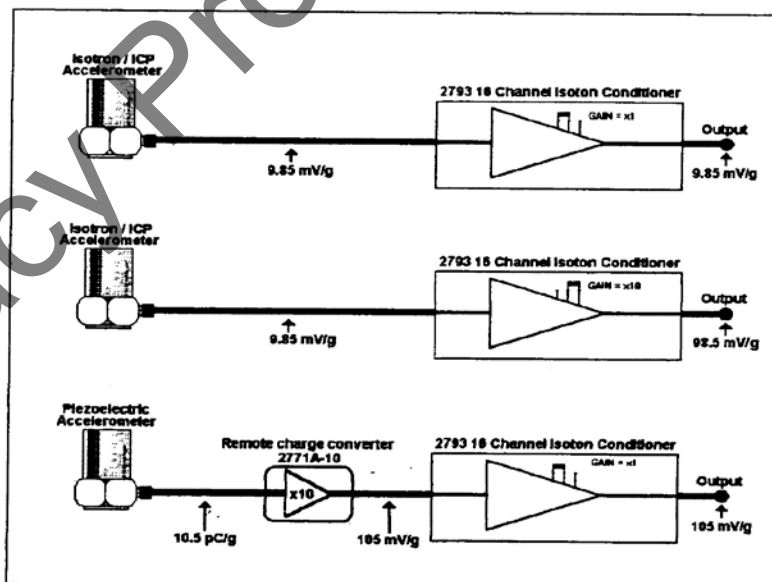 acy Pro
Isotron / ICP
Accelerometer
2793 16 Channel Isoton Conditioner
GAIN = x1
Output
9.85 mV/g
9.85 mV/g
Isotron / ICP
Accelerometer
2793 16 Channel Isoton Conditioner
GAIN = x10
Output
9.85 mV/g
98.5 mV/g
Piezoelectric
Accelerometer
Remote charge converter
2771A-10
2793 16 Channel Isoton Conditioner
GAIN = x1
x10
Output
10.5 pC/g
105 mV/g
105 mV/g